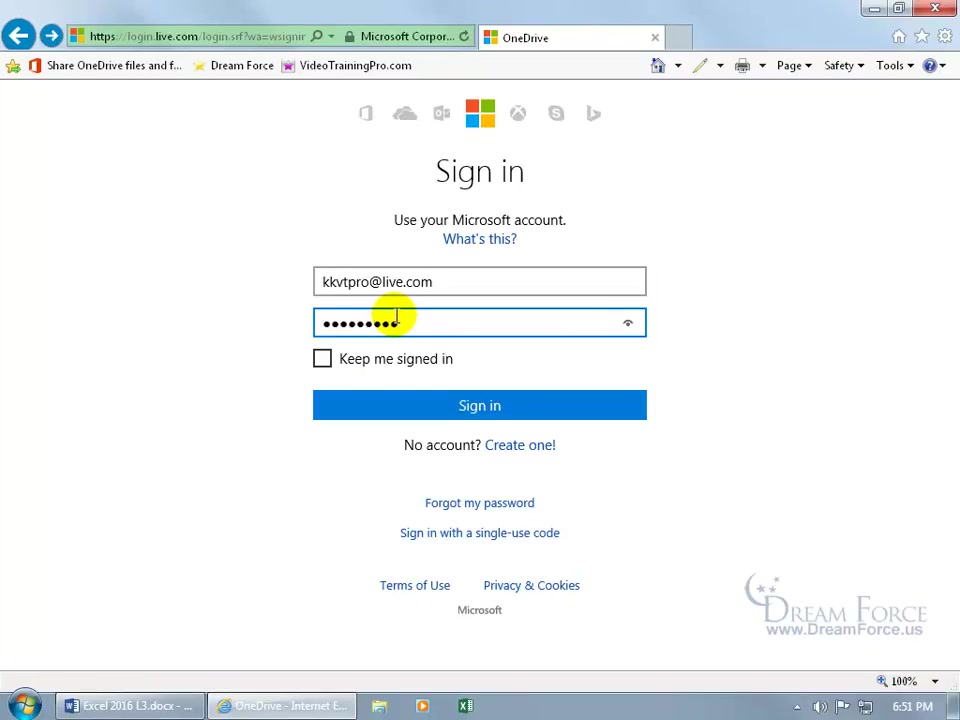 https://login.live.com/login.srf?wa=wsignir
Microsoft Corpor...
OneDrive
Share OneDrive files and f...
Dream Force
VideoTrainingPro.com
Page
Safety
Tools
Sign in
Use your Microsoft account.
What's this?
kkvtpro@live.com
Keep me signed in
Sign in
No account? Create one!
Forgot my password
Sign in with a single-use code
Terms of Use
Privacy & Cookies
Microsoft
DREAM FORCE
www.DreamForce.us
100%
Excel 2016 L3.docx - ...
OneDrive - Internet E...
6:51 PM